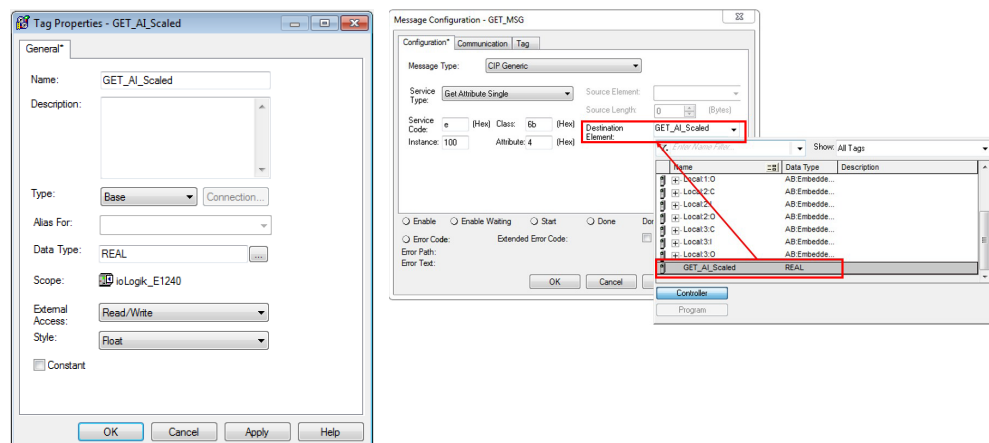 Tag Properties - GET_AI_Scaled
General*
Name: GET_AI_Scaled
Description:
Type: Base Connection...
Alias For:
Data Type: REAL ...
Scope: ioLogik_E1240
External Access: Read/Write
Style: Float
Constant
OK Cancel Apply Help
Message Configuration - GET_MSG
Configuration* Communication Tag
Message Type: CIP Generic
Service Type: Get Attribute Single
Source Element:
Source Length: 0 (Bytes)
Service Code: e (Hex) Class: 6b (Hex)
Destination Element: GET_AI_Scaled
Instance: 100 Attribute: 4 (Hex)
Enable Enable Waiting Start Done
Error Code: Extended Error Code:
Error Path:
Error Text:
OK Cancel
Enter Name Filter... Show: All Tags
Name Data Type Description
Local:1:O AB:Embedde...
Local:2:C AB:Embedde...
Local:2:I AB:Embedde...
Local:2:O AB:Embedde...
Local:3:C AB:Embedde...
Local:3:I AB:Embedde...
Local:3:O AB:Embedde...
GET_AI_Scaled REAL
Controller
Program